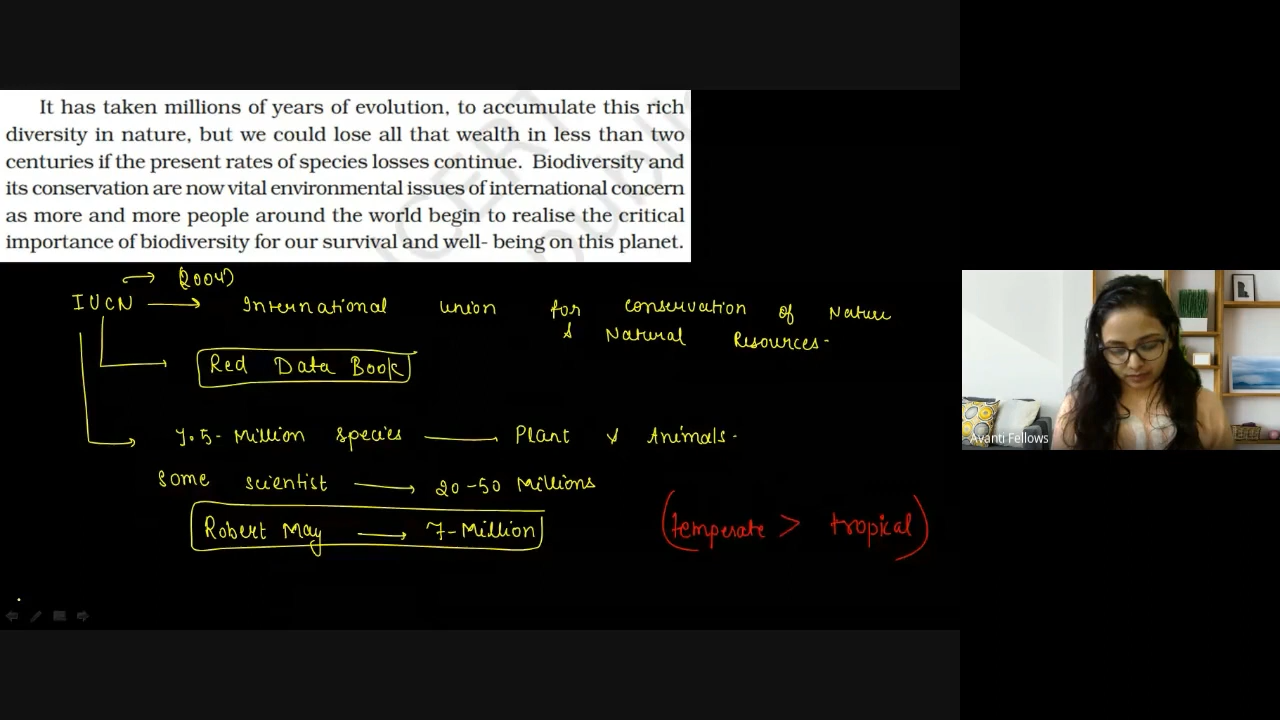 It has taken millions of years of evolution, to accumulate this rich
diversity in nature, but we could lose all that wealth in less than two
centuries if the present rates of species losses continue. Biodiversity and
its conservation are now vital environmental issues of international concern
as more and more people around the world begin to realise the critical
importance of biodiversity for our survival and well- being on this planet.
(2004)
IUCN → International union for conservation of Nature
& Natural Resources.
Red Data Book
1.5- Million species — Plant & Animals.
Some scientist → 20-50 Millions
Robert May → 7-Million
(temperate > tropical)
Avanti Fellows